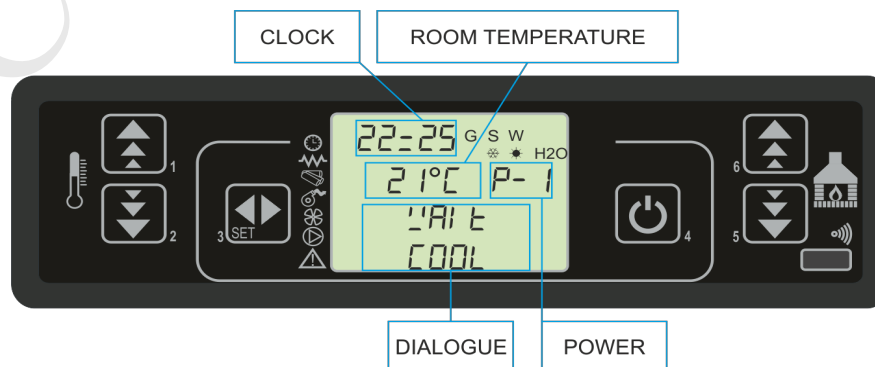 CLOCK
ROOM TEMPERATURE
22-25 G S W
H2O
21°C P-1
WAIt
COOL
1
2
3
SET
4
5
6
DIALOGUE
POWER